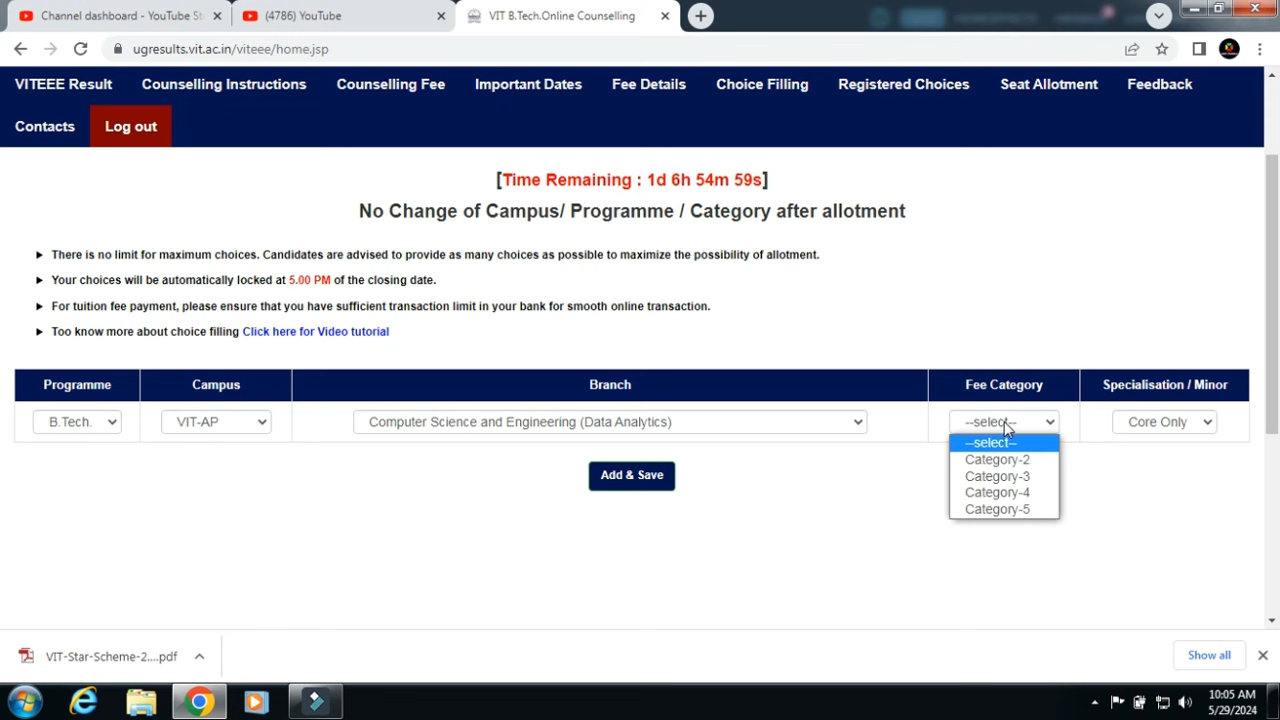 Channel dashboard - YouTube St
(4786) YouTube
VIT B.Tech.Online Counselling
ugresults.vit.ac.in/viteee/home.jsp
VITEEE Result Counselling Instructions Counselling Fee Important Dates Fee Details Choice Filling Registered Choices Seat Allotment Feedback
Contacts Log out
[Time Remaining : 1d 6h 54m 59s]
No Change of Campus/ Programme / Category after allotment
There is no limit for maximum choices. Candidates are advised to provide as many choices as possible to maximize the possibility of allotment.
Your choices will be automatically locked at 5.00 PM of the closing date.
For tuition fee payment, please ensure that you have sufficient transaction limit in your bank for smooth online transaction.
Too know more about choice filling Click here for Video tutorial
Programme Campus Branch Fee Category Specialisation / Minor
B.Tech. VIT-AP Computer Science and Engineering (Data Analytics) --select-- Core Only
--select--
Category-2
Category-3
Category-4
Category-5
Add & Save
VIT-Star-Scheme-2....pdf
Show all
10:05 AM
5/29/2024